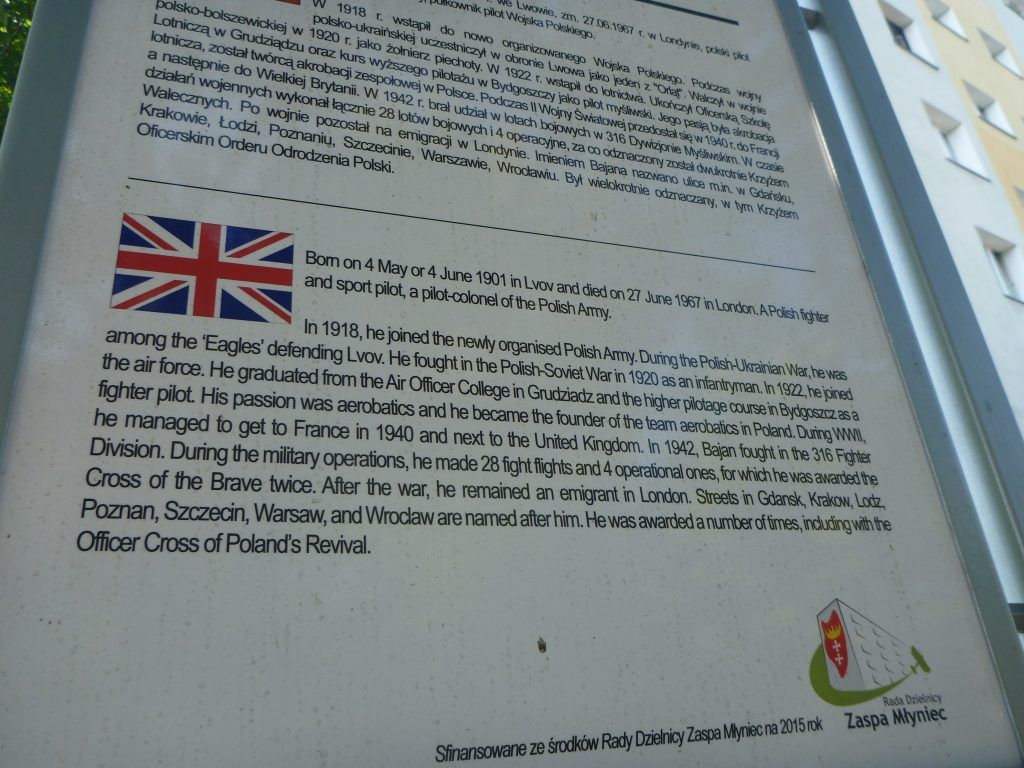 we Lwowie, zm. 27.06.1967 r. w Londynie, polski pilot
pułkownik pilot Wojska Polskiego.
W 1918 r. wstąpił do nowo organizowanego Wojska Polskiego. Podczas wojny
polsko-ukraińskiej uczestniczył w obronie Lwowa jako jeden z "Orląt". Walczył w wojnie
polsko-bolszewickiej w 1920 r. jako żołnierz piechoty. W 1922 r. wstąpił do lotnictwa. Ukończył Oficerską Szkołę
Lotniczą w Grudziądzu oraz kurs wyższego pilotażu w Bydgoszczy jako pilot myśliwski. Jego pasją była akrobacja
lotnicza, został twórcą akrobacji zespołowej w Polsce. Podczas II Wojny Światowej przedostał się w 1940 r. do Francji
a następnie do Wielkiej Brytanii. W 1942 r. brał udział w lotach bojowych w 316 Dywizjonie Myśliwskim. W czasie
działań wojennych wykonał łącznie 28 lotów bojowych i 4 operacyjne, za co odznaczony został dwukrotnie Krzyżem
Walecznych. Po wojnie pozostał na emigracji w Londynie. Imieniem Bajana nazwano ulice m.in. w Gdańsku,
Krakowie, Łodzi, Poznaniu, Szczecinie, Warszawie, Wrocławiu. Był wielokrotnie odznaczany, w tym Krzyżem
Oficerskim Orderu Odrodzenia Polski.
Born on 4 May or 4 June 1901 in Lvov and died on 27 June 1967 in London. A Polish fighter
and sport pilot, a pilot-colonel of the Polish Army.
In 1918, he joined the newly organised Polish Army. During the Polish-Ukrainian War, he was
among the ‘Eagles’ defending Lvov. He fought in the Polish-Soviet War in 1920 as an infantryman. In 1922, he joined
the air force. He graduated from the Air Officer College in Grudziadz and the higher pilotage course in Bydgoszcz as a
fighter pilot. His passion was aerobatics and he became the founder of the team aerobatics in Poland. During WWII,
he managed to get to France in 1940 and next to the United Kingdom. In 1942, Bajan fought in the 316 Fighter
Division. During the military operations, he made 28 fight flights and 4 operational ones, for which he was awarded the
Cross of the Brave twice. After the war, he remained an emigrant in London. Streets in Gdansk, Krakow, Lodz,
Poznan, Szczecin, Warsaw, and Wroclaw are named after him. He was awarded a number of times, including with the
Officer Cross of Poland’s Revival.
Rada Dzielnicy
Zaspa Młyniec
Sfinansowane ze środków Rady Dzielnicy Zaspa Młyniec na 2015 rok